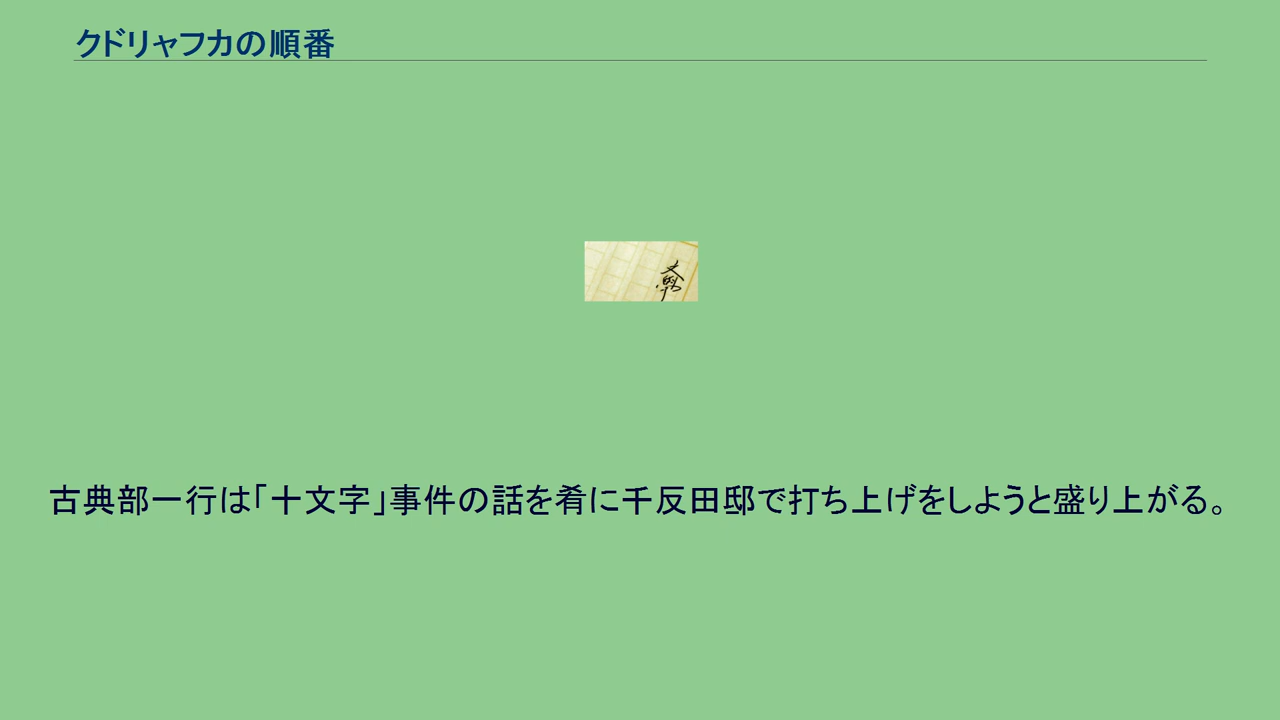 クドリャフカの順番
古典部一行は「十文字」事件の話を肴に千反田邸で打ち上げをしようと盛り上がる。